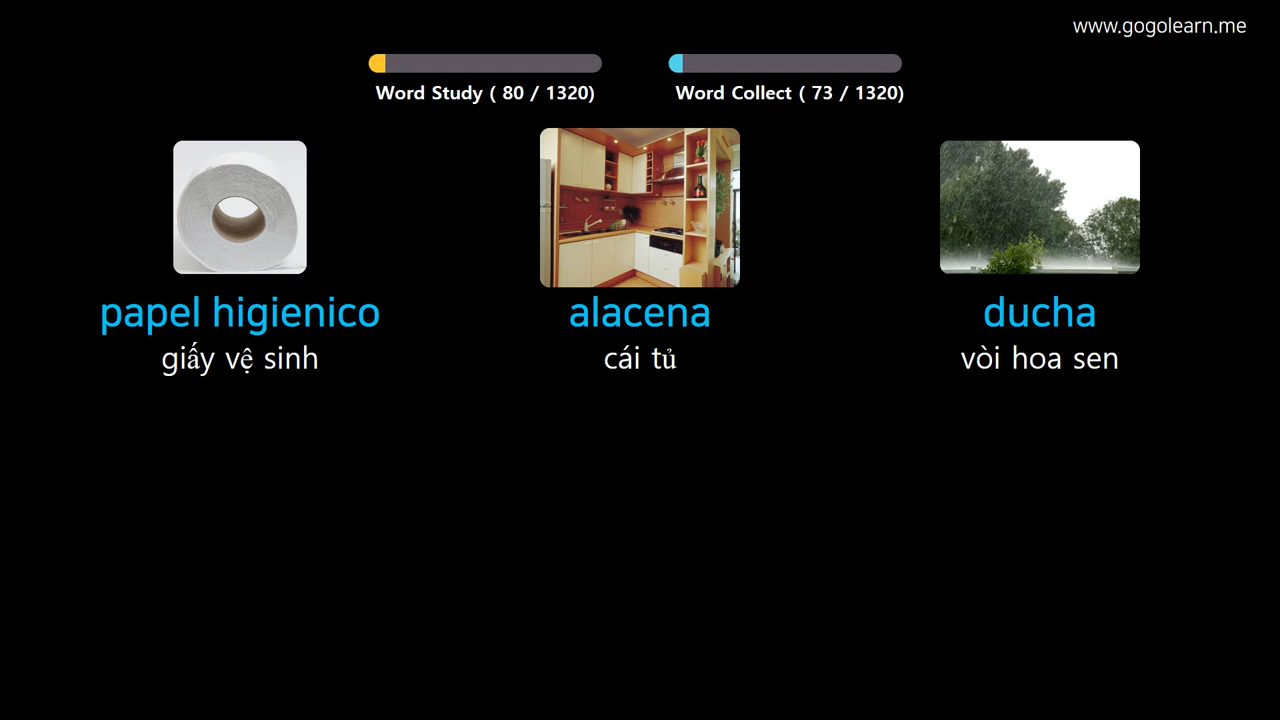 www.gogolearn.me
Word Study ( 80 / 1320)
Word Collect ( 73 / 1320)
papel higienico
giấy vệ sinh
alacena
cái tủ
ducha
vòi hoa sen